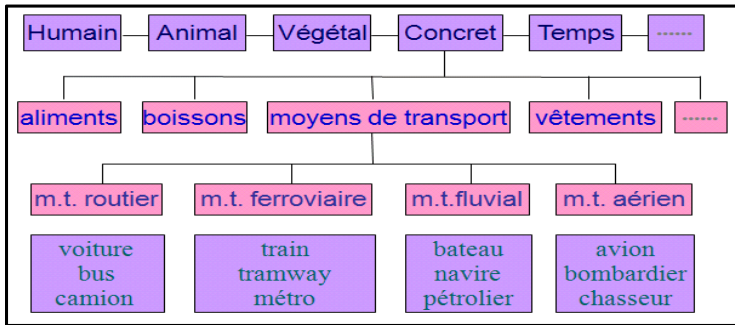 Humain Animal Végétal Concret Temps ------
aliments boissons moyens de transport vêtements ------
m.t. routier m.t. ferroviaire m.t.fluvial m.t. aérien
voiture train bateau avion
bus tramway navire bombardier
camion métro pétrolier chasseur